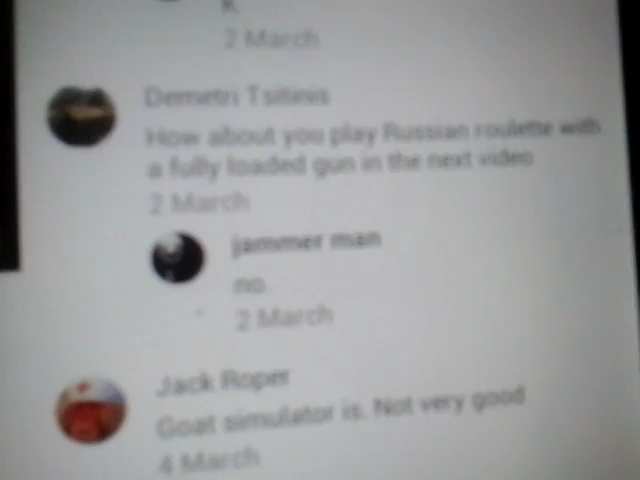 K
2 March
Demetri Tsitinis
How about you play Russian roulette with
a fully loaded gun in the next video
2 March
jammer man
no.
2 March
Jack Roper
Goat simulator is. Not very good
4 March